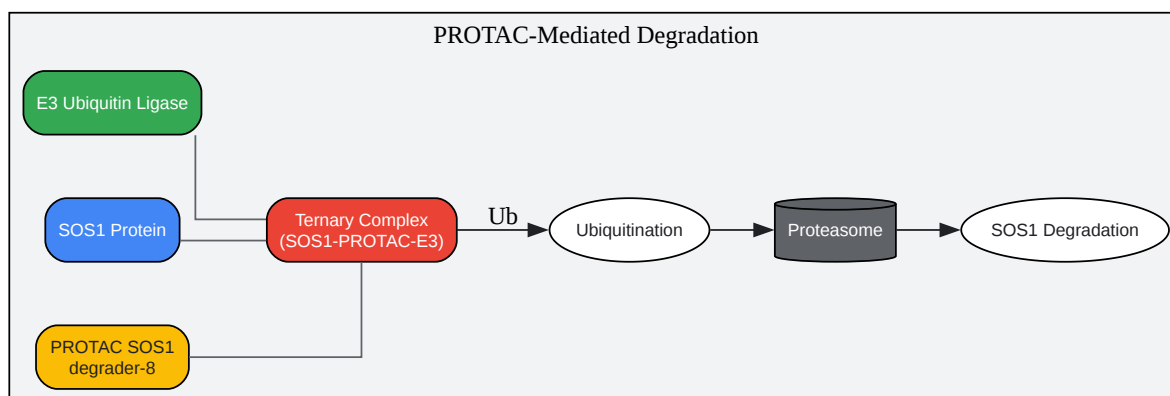 PROTAC-Mediated Degradation
E3 Ubiquitin Ligase
SOS1 Protein
PROTAC SOS1
degrader-8
Ternary Complex
(SOS1-PROTAC-E3)
Ub
Ubiquitination
Proteasome
SOS1 Degradation